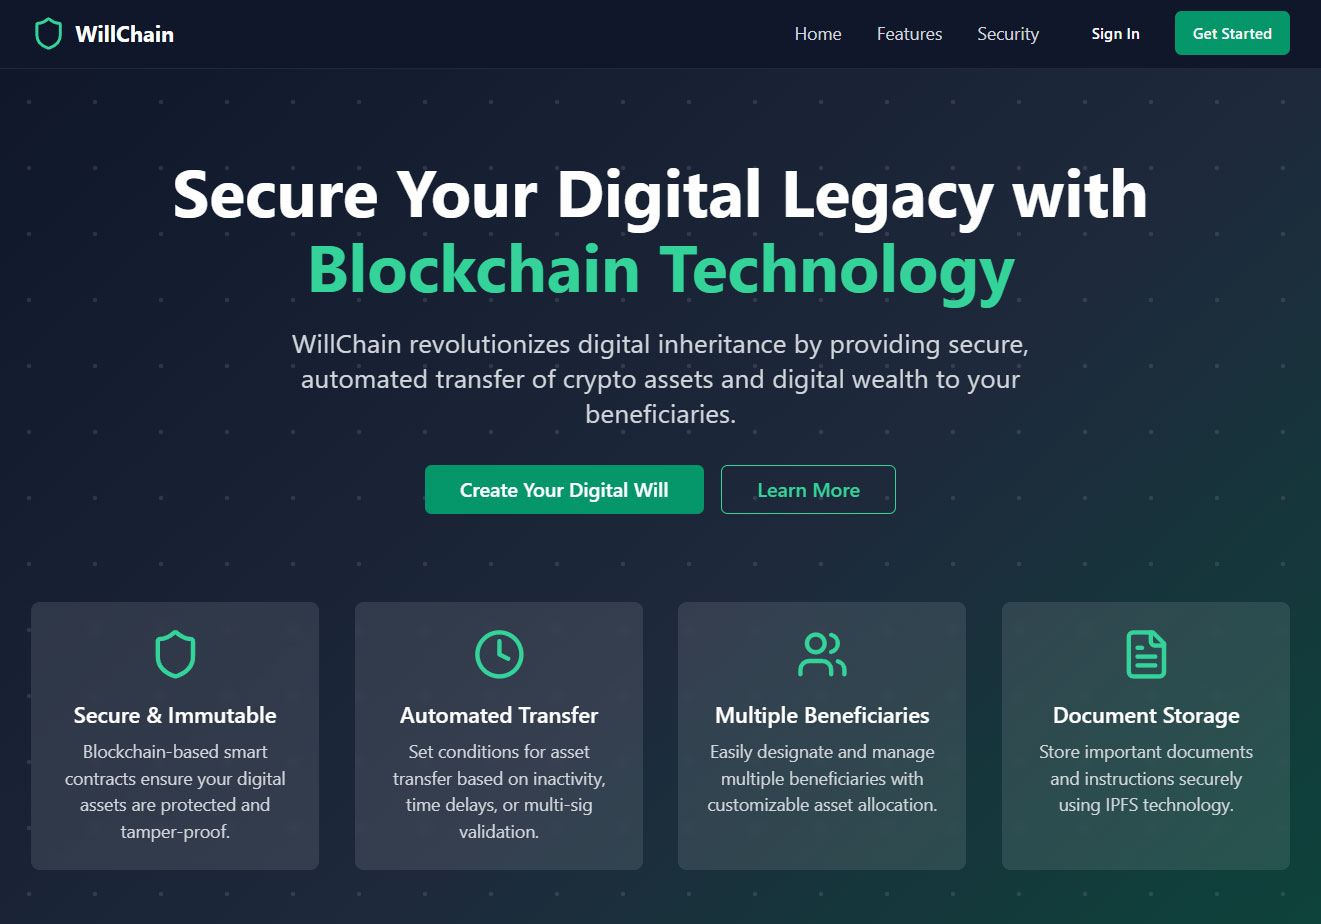 WillChain
Home
Features
Security
Sign In
Get Started
Secure Your Digital Legacy with
Blockchain Technology
WillChain revolutionizes digital inheritance by providing secure,
automated transfer of crypto assets and digital wealth to your
beneficiaries.
Create Your Digital Will
Learn More
Secure & Immutable
Blockchain-based smart
contracts ensure your digital
assets are protected and
tamper-proof.
Automated Transfer
Set conditions for asset
transfer based on inactivity,
time delays, or multi-sig
validation.
Multiple Beneficiaries
Easily designate and manage
multiple beneficiaries with
customizable asset allocation.
Document Storage
Store important documents
and instructions securely
using IPFS technology.